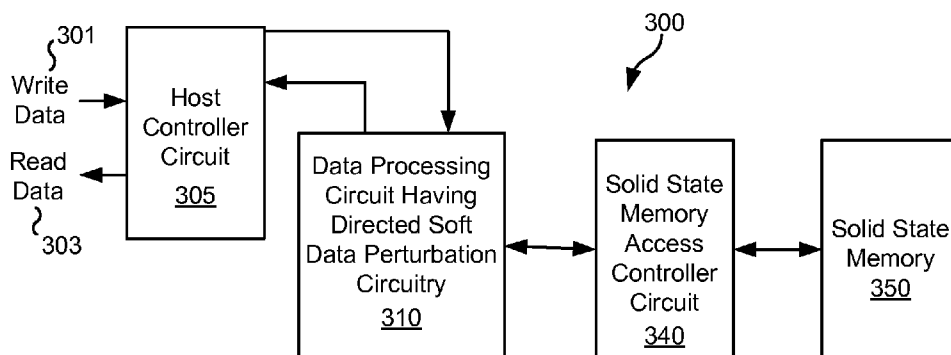 301
Write
Data
Read
Data
303
Host
Controller
Circuit
305
300
Data Processing
Circuit Having
Directed Soft
Data Perturbation
Circuitry
310
Solid State
Memory
Access
Controller
Circuit
340
Solid State
Memory
350